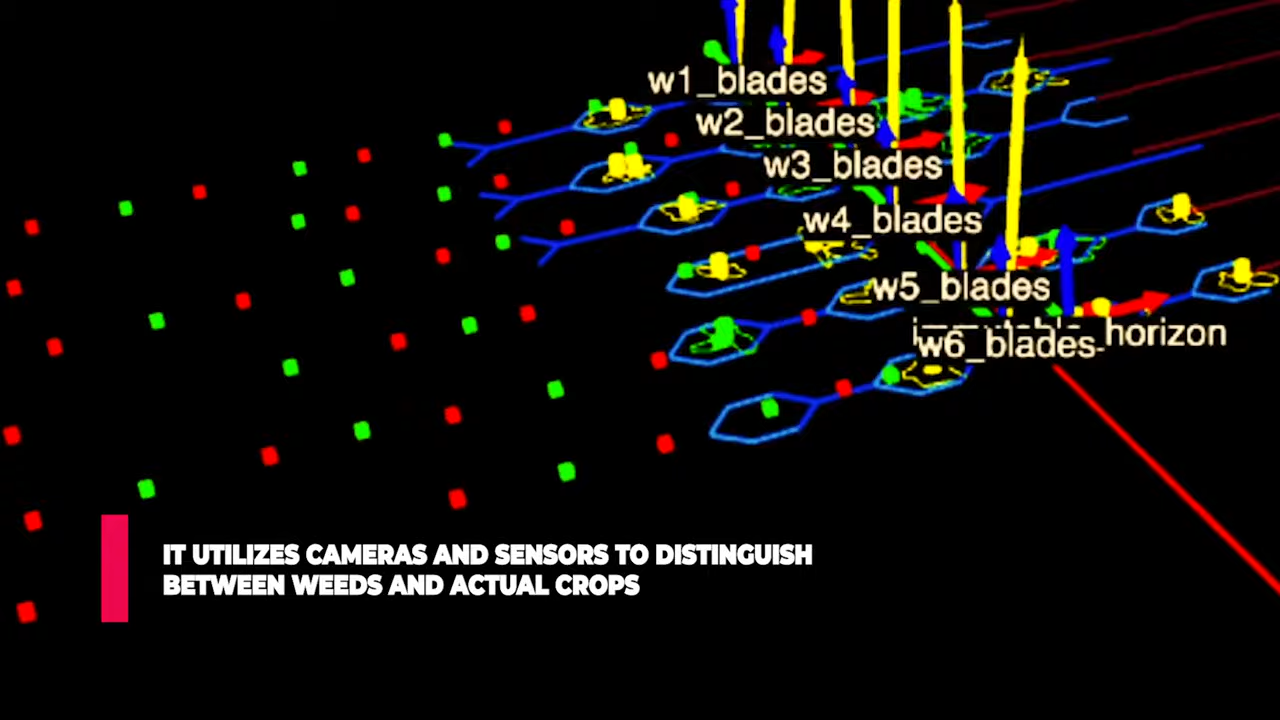 w1_blades
w2_blades
w3_blades
w4_blades
w5_blades
horizon
w6_blades
IT UTILIZES CAMERAS AND SENSORS TO DISTINGUISH
BETWEEN WEEDS AND ACTUAL CROPS